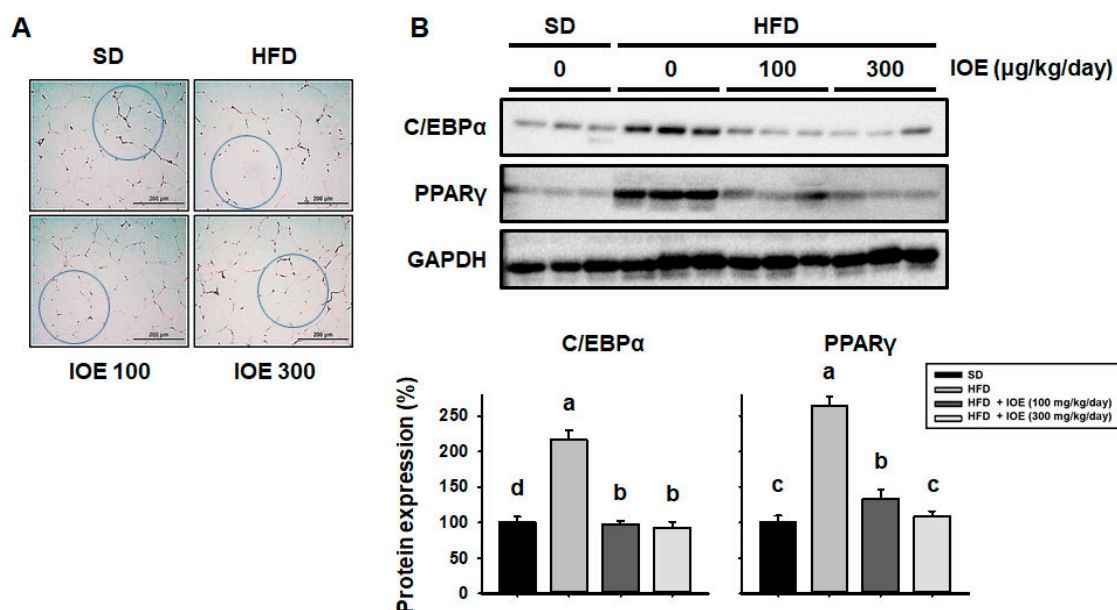 A
SD HFD
200 µm 200 µm
200 µm 200 µm
IOE 100 IOE 300
B
SD HFD
0 0 100 300 IOE (µg/kg/day)
C/EBPα
PPARγ
GAPDH
C/EBPα PPARγ
Protein expression (%)
250
200
150
100
50
0
d a b b
c a b c
SD
HFD
HFD + IOE (100 mg/kg/day)
HFD + IOE (300 mg/kg/day)